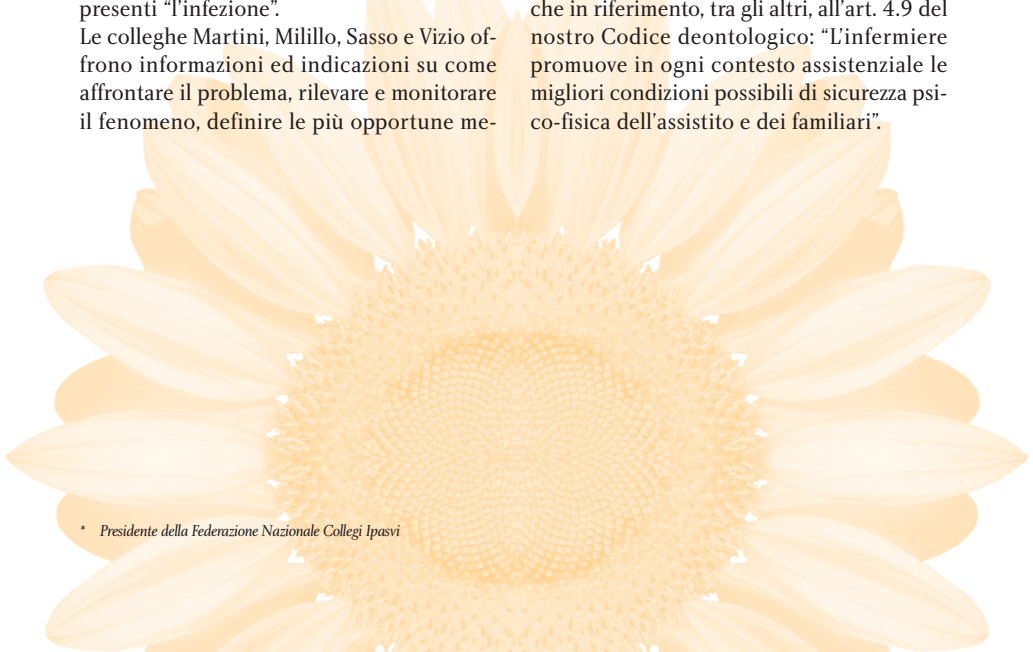 presenti “l’infezione”.
Le colleghe Martini, Milillo, Sasso e Vizio of-
frono informazioni ed indicazioni su come
affrontare il problema, rilevare e monitorare
il fenomeno, definire le più opportune me-
che in riferimento, tra gli altri, all’art. 4.9 del
nostro Codice deontologico: “L’infermiere
promuove in ogni contesto assistenziale le
migliori condizioni possibili di sicurezza psi-
co-fisica dell’assistito e dei familiari”.
* Presidente della Federazione Nazionale Collegi Ipasvi